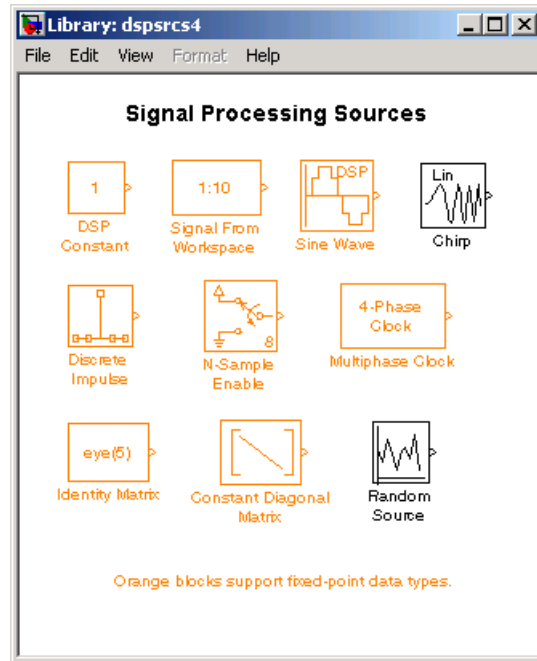 Library: dspsrcs4
File Edit View Format Help
Signal Processing Sources
1
DSP
Constant
1:10
Signal From
Workspace
DSP
Sine Wave
Lin
Chirp
Discrete
Impulse
8
N-Sample
Enable
4-Phase
Clock
Multiphase Clock
eye(5)
Identity Matrix
Constant Diagonal
Matrix
Random
Source
Orange blocks support fixed-point data types.